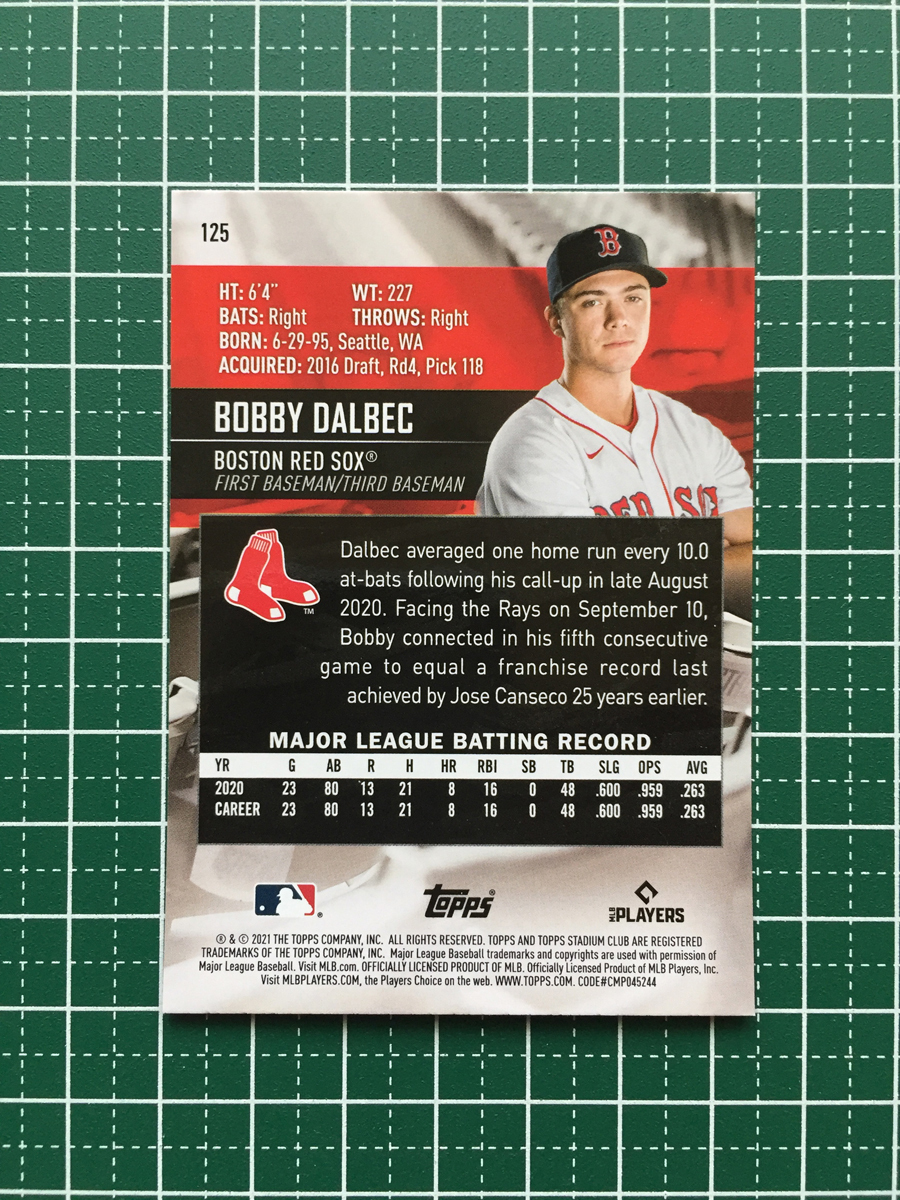 125
B
HT: 6'4" WT: 227
BATS: Right THROWS: Right
BORN: 6-29-95, Seattle, WA
ACQUIRED: 2016 Draft, Rd4, Pick 118
BOBBY DALBEC
BOSTON RED SOX®
FIRST BASEMAN/THIRD BASEMAN
RED SOX
Dalbec averaged one home run every 10.0
at-bats following his call-up in late August
2020. Facing the Rays on September 10,
Bobby connected in his fifth consecutive
game to equal a franchise record last
achieved by Jose Canseco 25 years earlier.
TM
MAJOR LEAGUE BATTING RECORD
YR G AB R H HR RBI SB TB SLG OPS AVG
2020 23 80 13 21 8 16 0 48 .600 .959 .263
CAREER 23 80 13 21 8 16 0 48 .600 .959 .263
® Topps® MLB PLAYERS
® & © 2021 THE TOPPS COMPANY, INC. ALL RIGHTS RESERVED. TOPPS AND TOPPS STADIUM CLUB ARE REGISTERED
TRADEMARKS OF THE TOPPS COMPANY, INC. Major League Baseball trademarks and copyrights are used with permission of
Major League Baseball. Visit MLB.com. OFFICIALLY LICENSED PRODUCT OF MLB. Officially Licensed Product of MLB Players, Inc.
Visit MLBPLAYERS.COM, the Players Choice on the web. WWW.TOPPS.COM. CODE#CMP045244